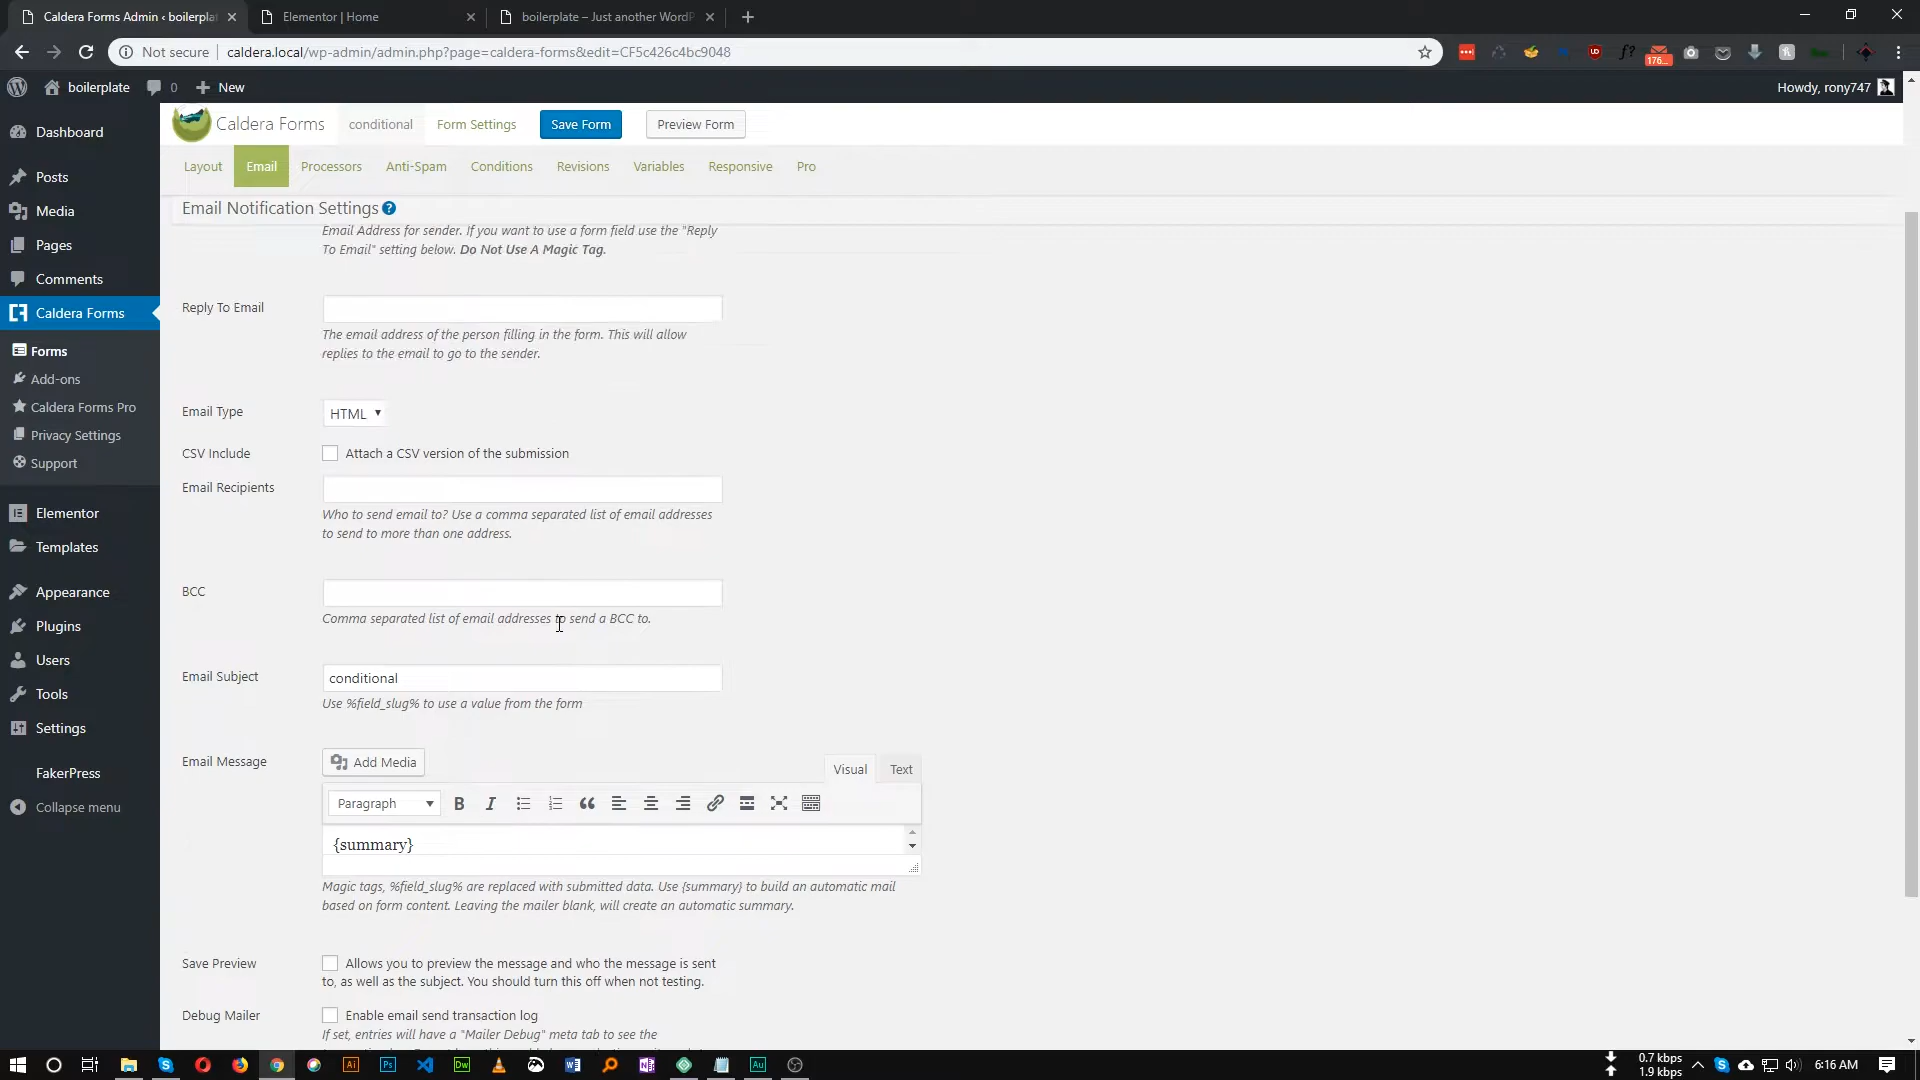 Caldera Forms Admin ‹ boilerplat
Elementor | Home
boilerplate – Just another WordP
Not secure
caldera.local/wp-admin/admin.php?page=caldera-forms&edit=CF5c426c4bc9048
176...
boilerplate
0
New
Howdy, rony747
Caldera Forms
conditional
Form Settings
Save Form
Preview Form
Layout
Email
Processors
Anti-Spam
Conditions
Revisions
Variables
Responsive
Pro
Dashboard
Posts
Media
Pages
Comments
Caldera Forms
Forms
Add-ons
Caldera Forms Pro
Privacy Settings
Support
Elementor
Templates
Appearance
Plugins
Users
Tools
Settings
FakerPress
Collapse menu
Email Notification Settings
Email Address for sender. If you want to use a form field use the "Reply
To Email" setting below. Do Not Use A Magic Tag.
Reply To Email
The email address of the person filling in the form. This will allow
replies to the email to go to the sender.
Email Type
HTML
CSV Include
Attach a CSV version of the submission
Email Recipients
Who to send email to? Use a comma separated list of email addresses
to send to more than one address.
BCC
Comma separated list of email addresses to send a BCC to.
Email Subject
conditional
Use %field_slug% to use a value from the form
Email Message
Add Media
Visual
Text
Paragraph
{summary}
Magic tags, %field_slug% are replaced with submitted data. Use {summary} to build an automatic mail
based on form content. Leaving the mailer blank, will create an automatic summary.
Save Preview
Allows you to preview the message and who the message is sent
to, as well as the subject. You should turn this off when not testing.
Debug Mailer
Enable email send transaction log
If set, entries will have a "Mailer Debug" meta tab to see the
0.7 kbps
1.9 kbps
6:16 AM